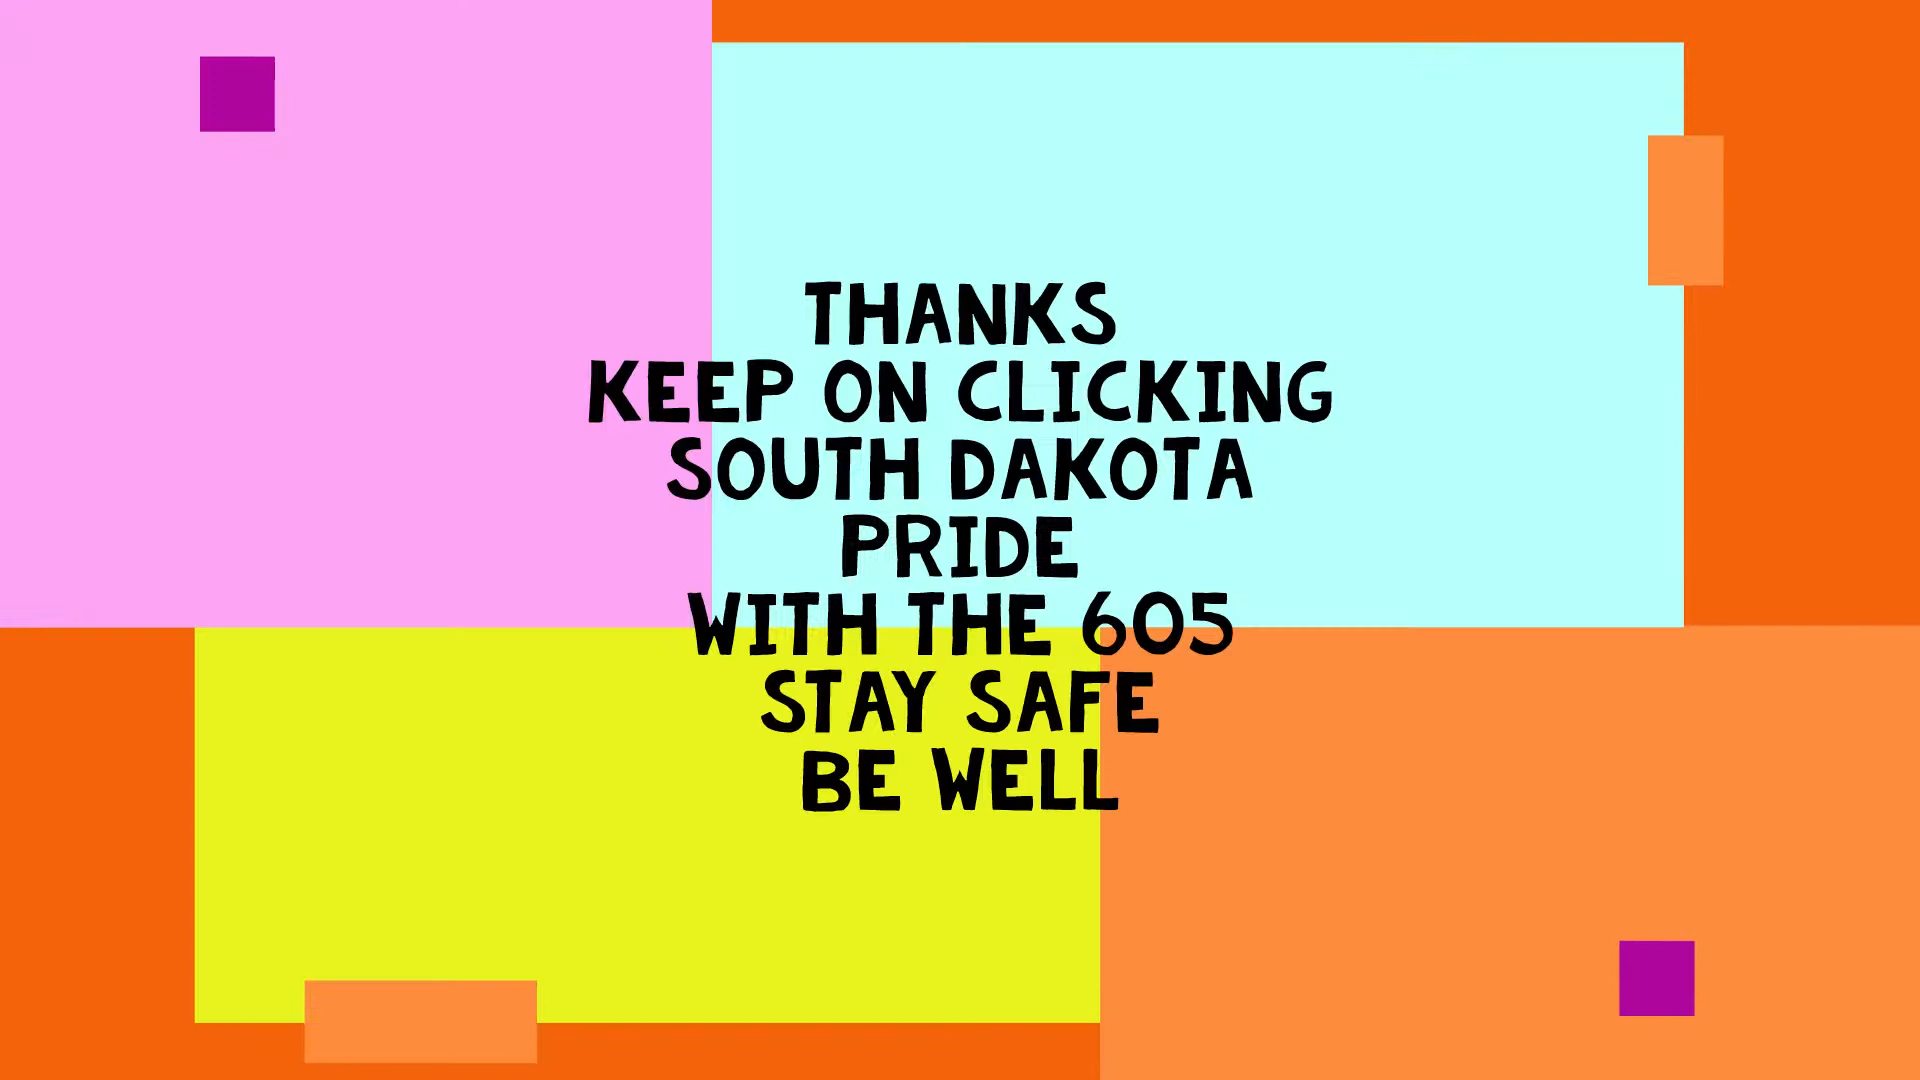 THANKS
KEEP ON CLICKING
SOUTH DAKOTA
PRIDE
WITH THE 605
STAY SAFE
BE WELL